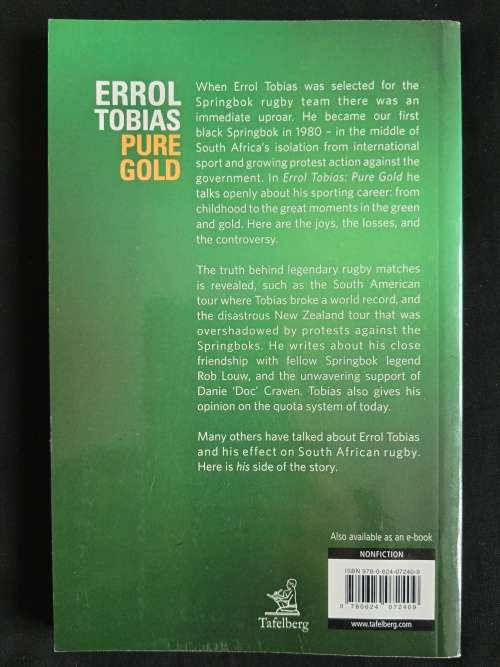 ERROL
TOBIAS
PURE
GOLD
When Errol Tobias was selected for the
Springbok rugby team there was an
immediate uproar. He became our first
black Springbok in 1980 – in the middle of
South Africa's isolation from international
sport and growing protest action against the
government. In Errol Tobias: Pure Gold he
talks openly about his sporting career: from
childhood to the great moments in the green
and gold. Here are the joys, the losses, and
the controversy.
The truth behind legendary rugby matches
is revealed, such as the South American
tour where Tobias broke a world record, and
the disastrous New Zealand tour that was
overshadowed by protests against the
Springboks. He writes about his close
friendship with fellow Springbok legend
Rob Louw, and the unwavering support of
Danie 'Doc' Craven. Tobias also gives his
opinion on the quota system of today.
Many others have talked about Errol Tobias
and his effect on South African rugby.
Here is his side of the story.
Also available as an e-book
NONFICTION
ISBN 978-0-624-07240-9
9 780624 072409
www.tafelberg.com
Tafelberg